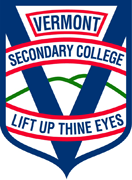 VERMONT
SECONDARY COLLEGE
LIFT UP THINE EYES